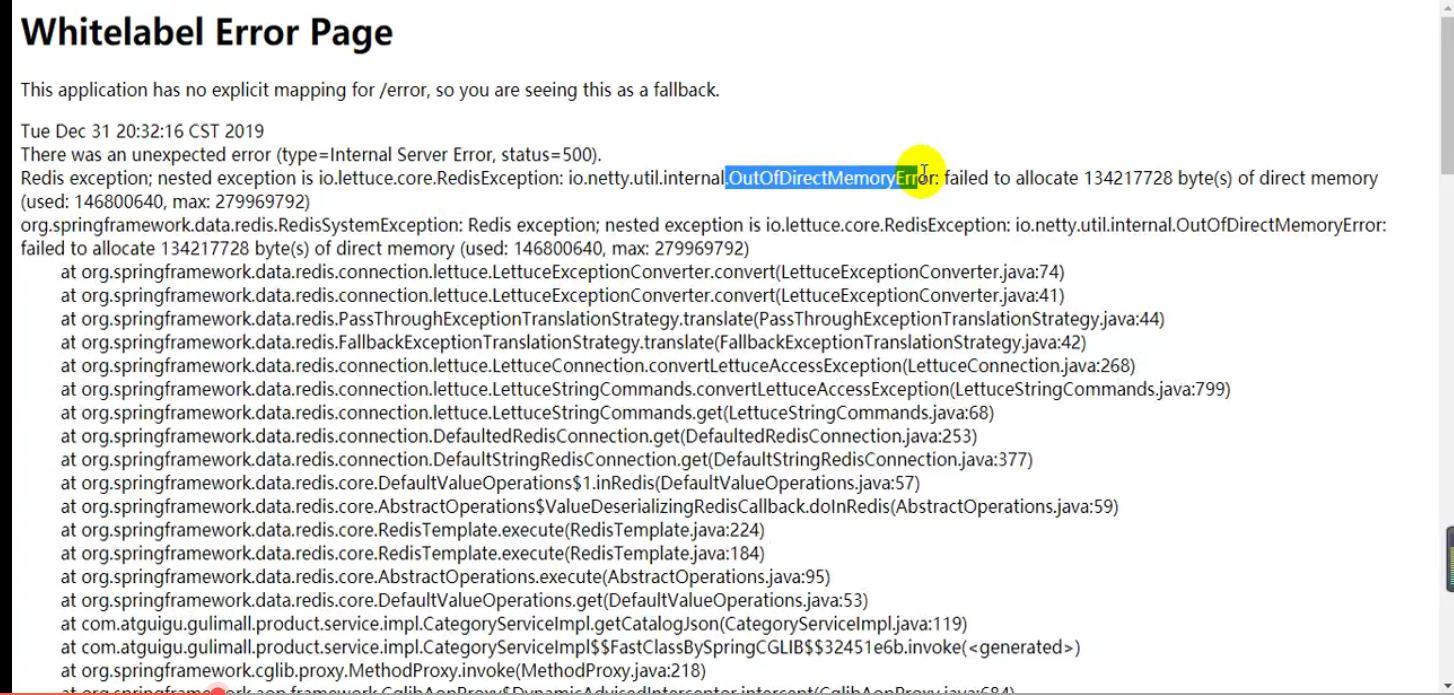 Whitelabel Error Page
This application has no explicit mapping for /error, so you are seeing this as a fallback.
Tue Dec 31 20:32:16 CST 2019
There was an unexpected error (type=Internal Server Error, status=500).
Redis exception; nested exception is io.lettuce.core.RedisException: io.netty.util.internal.OutOfDirectMemoryError: failed to allocate 134217728 byte(s) of direct memory
(used: 146800640, max: 279969792)
org.springframework.data.redis.RedisSystemException: Redis exception; nested exception is io.lettuce.core.RedisException: io.netty.util.internal.OutOfDirectMemoryError:
failed to allocate 134217728 byte(s) of direct memory (used: 146800640, max: 279969792)
at org.springframework.data.redis.connection.lettuce.LettuceExceptionConverter.convert(LettuceExceptionConverter.java:74)
at org.springframework.data.redis.connection.lettuce.LettuceExceptionConverter.convert(LettuceExceptionConverter.java:41)
at org.springframework.data.redis.PassThroughExceptionTranslationStrategy.translate(PassThroughExceptionTranslationStrategy.java:44)
at org.springframework.data.redis.FallbackExceptionTranslationStrategy.translate(FallbackExceptionTranslationStrategy.java:42)
at org.springframework.data.redis.connection.lettuce.LettuceConnection.convertLettuceAccessException(LettuceConnection.java:268)
at org.springframework.data.redis.connection.lettuce.LettuceStringCommands.convertLettuceAccessException(LettuceStringCommands.java:799)
at org.springframework.data.redis.connection.lettuce.LettuceStringCommands.get(LettuceStringCommands.java:68)
at org.springframework.data.redis.connection.DefaultedRedisConnection.get(DefaultedRedisConnection.java:253)
at org.springframework.data.redis.connection.DefaultStringRedisConnection.get(DefaultStringRedisConnection.java:377)
at org.springframework.data.redis.core.DefaultValueOperations$1.inRedis(DefaultValueOperations.java:57)
at org.springframework.data.redis.core.AbstractOperations$ValueDeserializingRedisCallback.doInRedis(AbstractOperations.java:59)
at org.springframework.data.redis.core.RedisTemplate.execute(RedisTemplate.java:224)
at org.springframework.data.redis.core.RedisTemplate.execute(RedisTemplate.java:184)
at org.springframework.data.redis.core.AbstractOperations.execute(AbstractOperations.java:95)
at org.springframework.data.redis.core.DefaultValueOperations.get(DefaultValueOperations.java:53)
at com.atguigu.gulimall.product.service.impl.CategoryServiceImpl.getCatalogJson(CategoryServiceImpl.java:119)
at com.atguigu.gulimall.product.service.impl.CategoryServiceImpl$$FastClassBySpringCGLIB$$32451e6b.invoke(<generated>)
at org.springframework.cglib.proxy.MethodProxy.invoke(MethodProxy.java:218)
at org.springframework.aop.framework.CglibAopProxy$DynamicAdvisedInterceptor.intercept(CglibAopProxy.java:684)